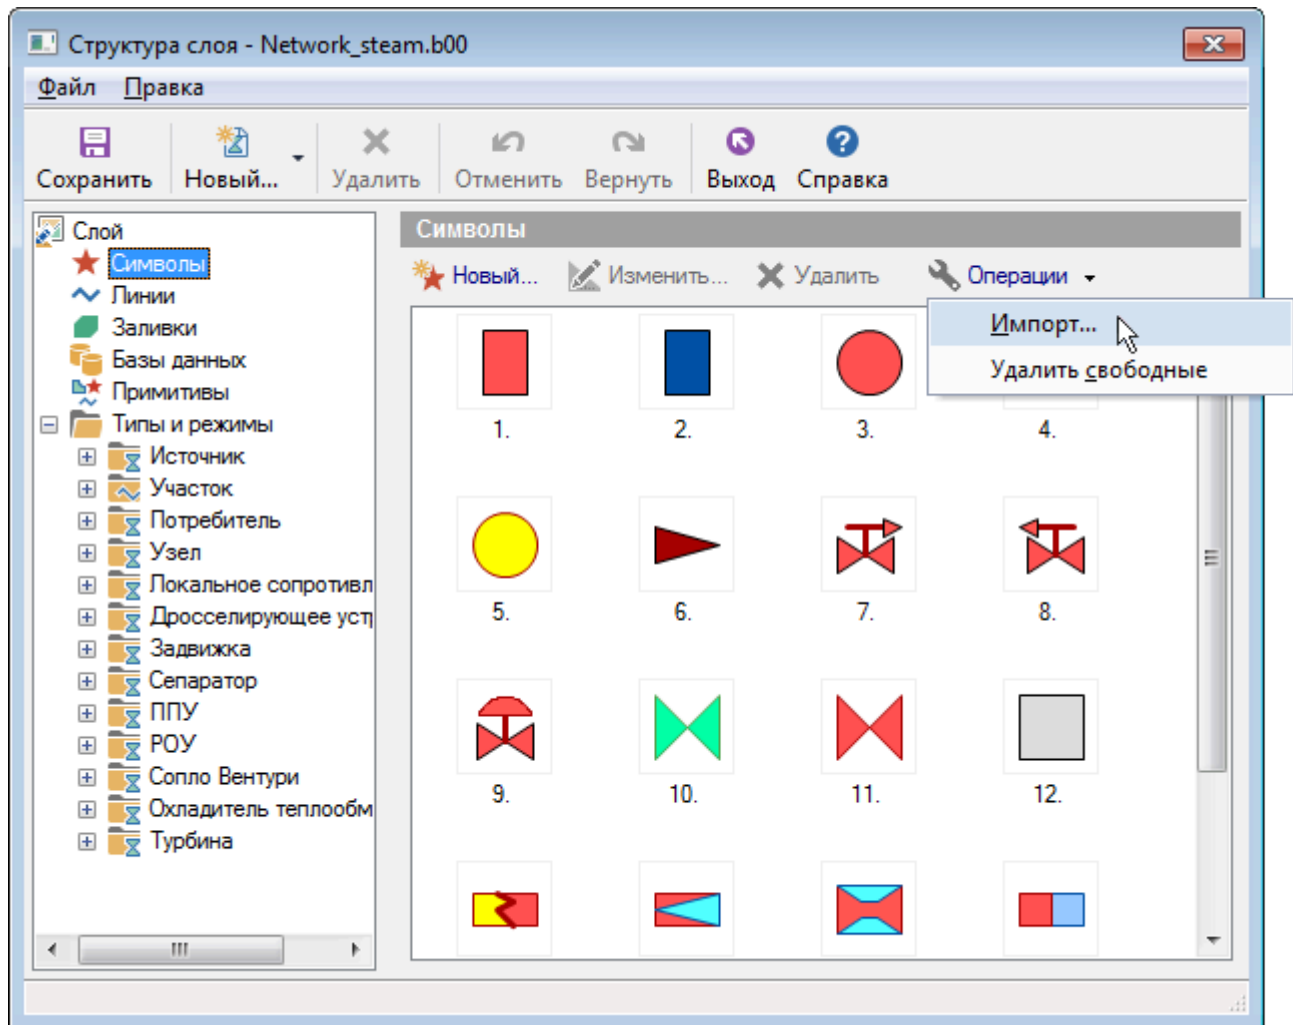 Структура слоя - Network_steam.b00
Файл Правка
Сохранить Новый... Удалить Отменить Вернуть Выход Справка
Слой
Символы
Линии
Заливки
Базы данных
Примитивы
Типы и режимы
Источник
Участок
Потребитель
Узел
Локальное сопротивл
Дросселирующее уст
Задвижка
Сепаратор
ППУ
РОУ
Сопло Вентури
Охладитель теплообм
Турбина
Символы
Новый... Изменить... Удалить Операции
Импорт...
Удалить свободные
1. 2. 3. 4.
5. 6. 7. 8.
9. 10. 11. 12.